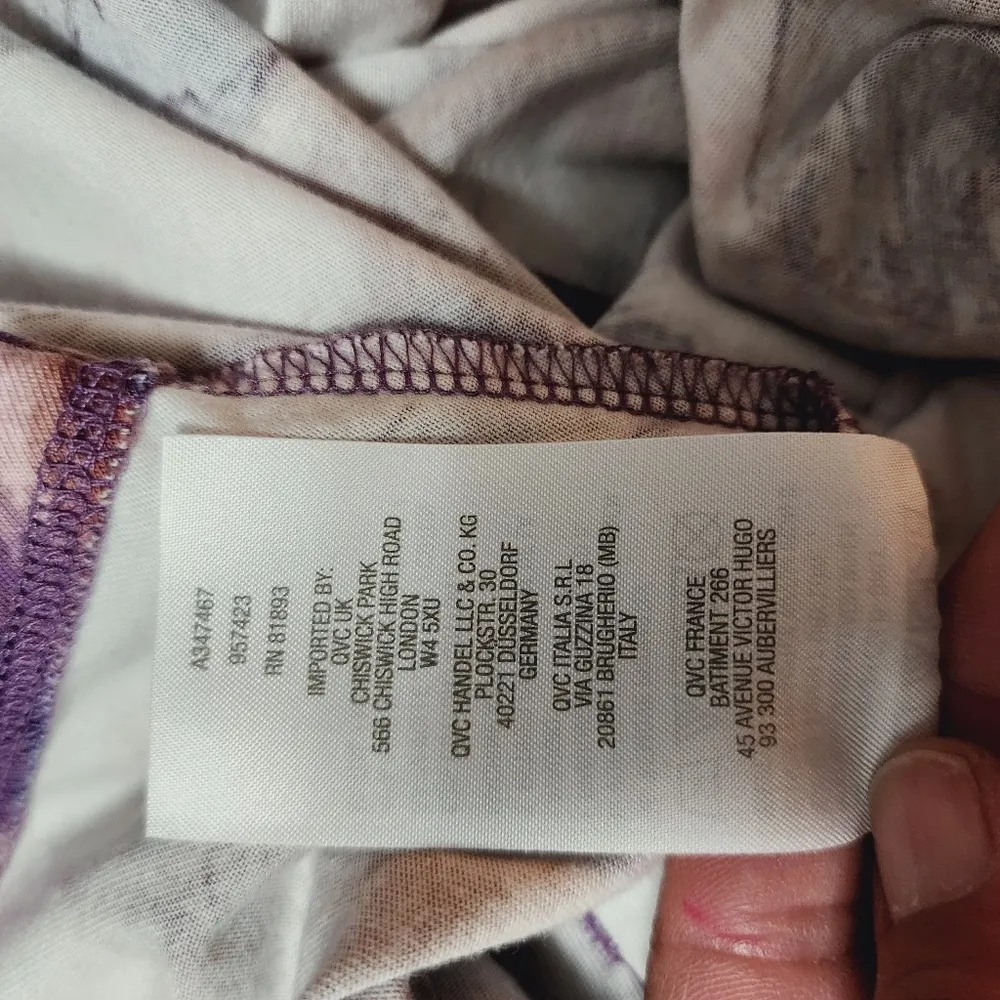 A347467
957423
RN 81893
IMPORTED BY:
QVC UK
CHISWICK PARK
566 CHISWICK HIGH ROAD
LONDON
W4 5XU
QVC HANDEL LLC & CO. KG
PLOCKSTR. 30
40221 DUSSELDORF
GERMANY
QVC ITALIA S.R.L
VIA GUZZINA 18
20861 BRUGHERIO (MB)
ITALY
QVC FRANCE
BATIMENT 266
45 AVENUE VICTOR HUGO
93 300 AUBERVILLIERS